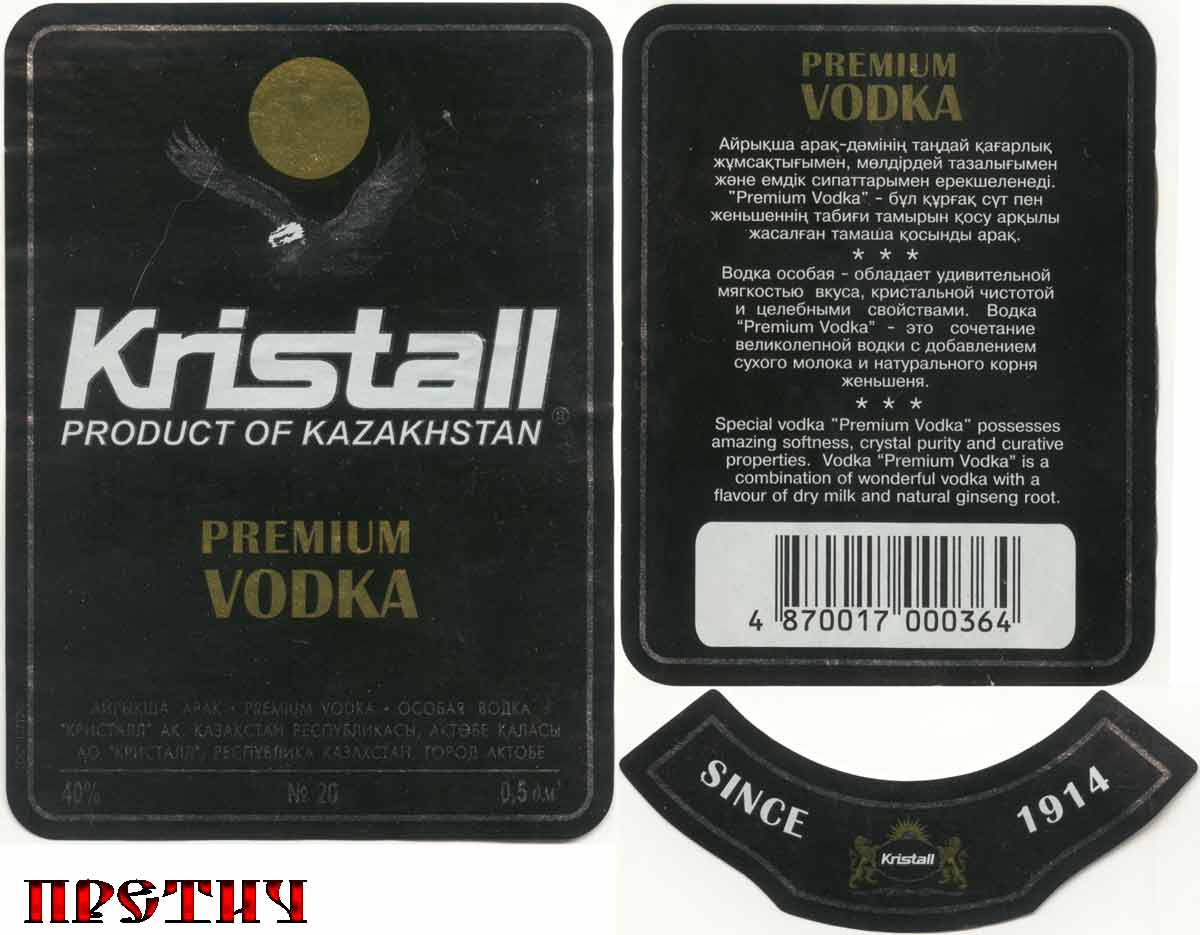 Kristall
®
PRODUCT OF KAZAKHSTAN
PREMIUM
VODKA
АЙРЫҚША АРАҚ • PREMIUM VODKA • ОСОБАЯ ВОДКА
"КРИСТАЛЛ" АҚ, ҚАЗАҚСТАН РЕСПУБЛИКАСЫ, АҚТӨБЕ ҚАЛАСЫ
АО "КРИСТАЛЛ", РЕСПУБЛИКА КАЗАХСТАН, ГОРОД АКТОБЕ
40% № 20 0,5 дм³
PREMIUM
VODKA
Айрықша арақ-дәмінің таңдай қағарлық
жұмсақтығымен, мөлдірдей тазалығымен
және емдік сипаттарымен ерекшеленеді.
"Premium Vodka" - бұл құрғақ сүт пен
женьшеннің табиғи тамырын қосу арқылы
жасалған тамаша қосынды арақ.
* * *
Водка особая - обладает удивительной
мягкостью вкуса, кристальной чистотой
и целебными свойствами. Водка
"Premium Vodka" - это сочетание
великолепной водки с добавлением
сухого молока и натурального корня
женьшеня.
* * *
Special vodka "Premium Vodka" possesses
amazing softness, crystal purity and curative
properties. Vodka "Premium Vodka" is a
combination of wonderful vodka with a
flavour of dry milk and natural ginseng root.
4 870017 000364
SINCE 1914
Kristall
ПРЕТИЧ